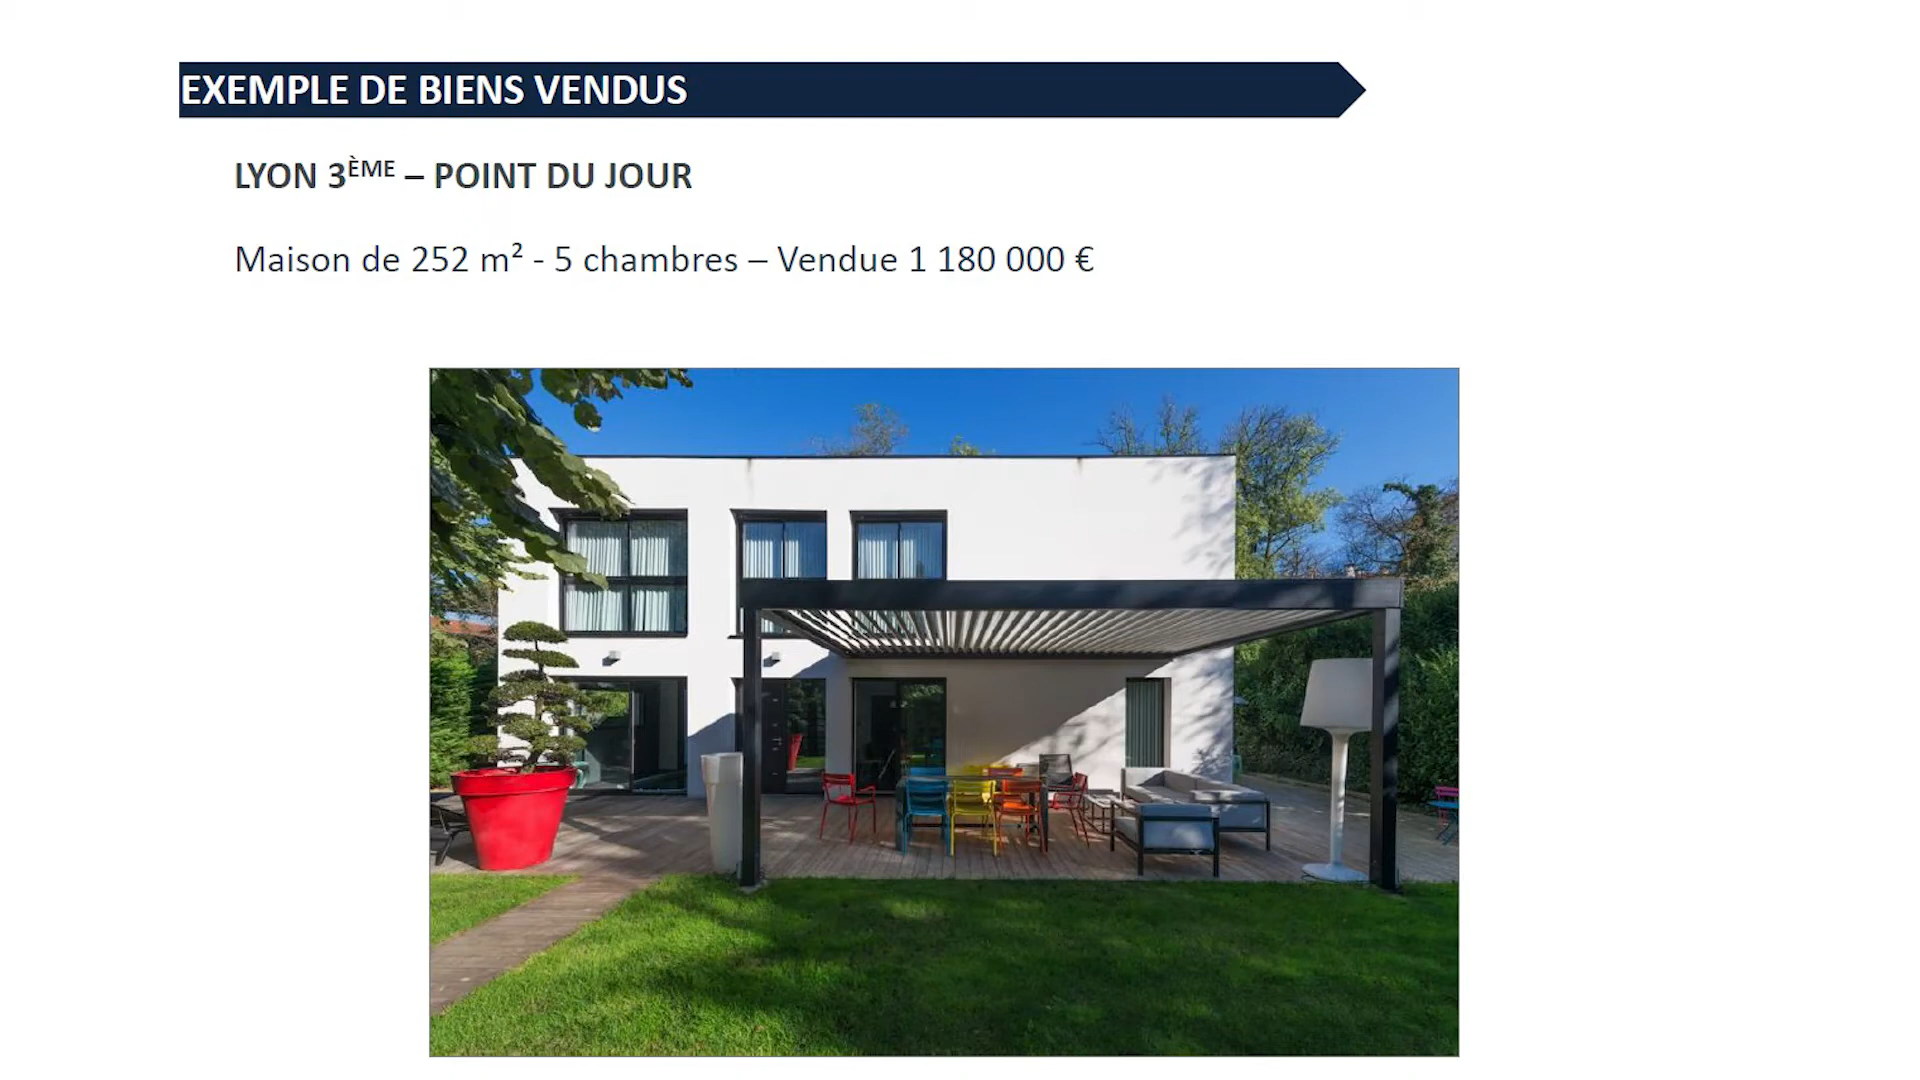 EXEMPLE DE BIENS VENDUS
LYON 3ÈME – POINT DU JOUR
Maison de 252 m² - 5 chambres – Vendue 1 180 000 €